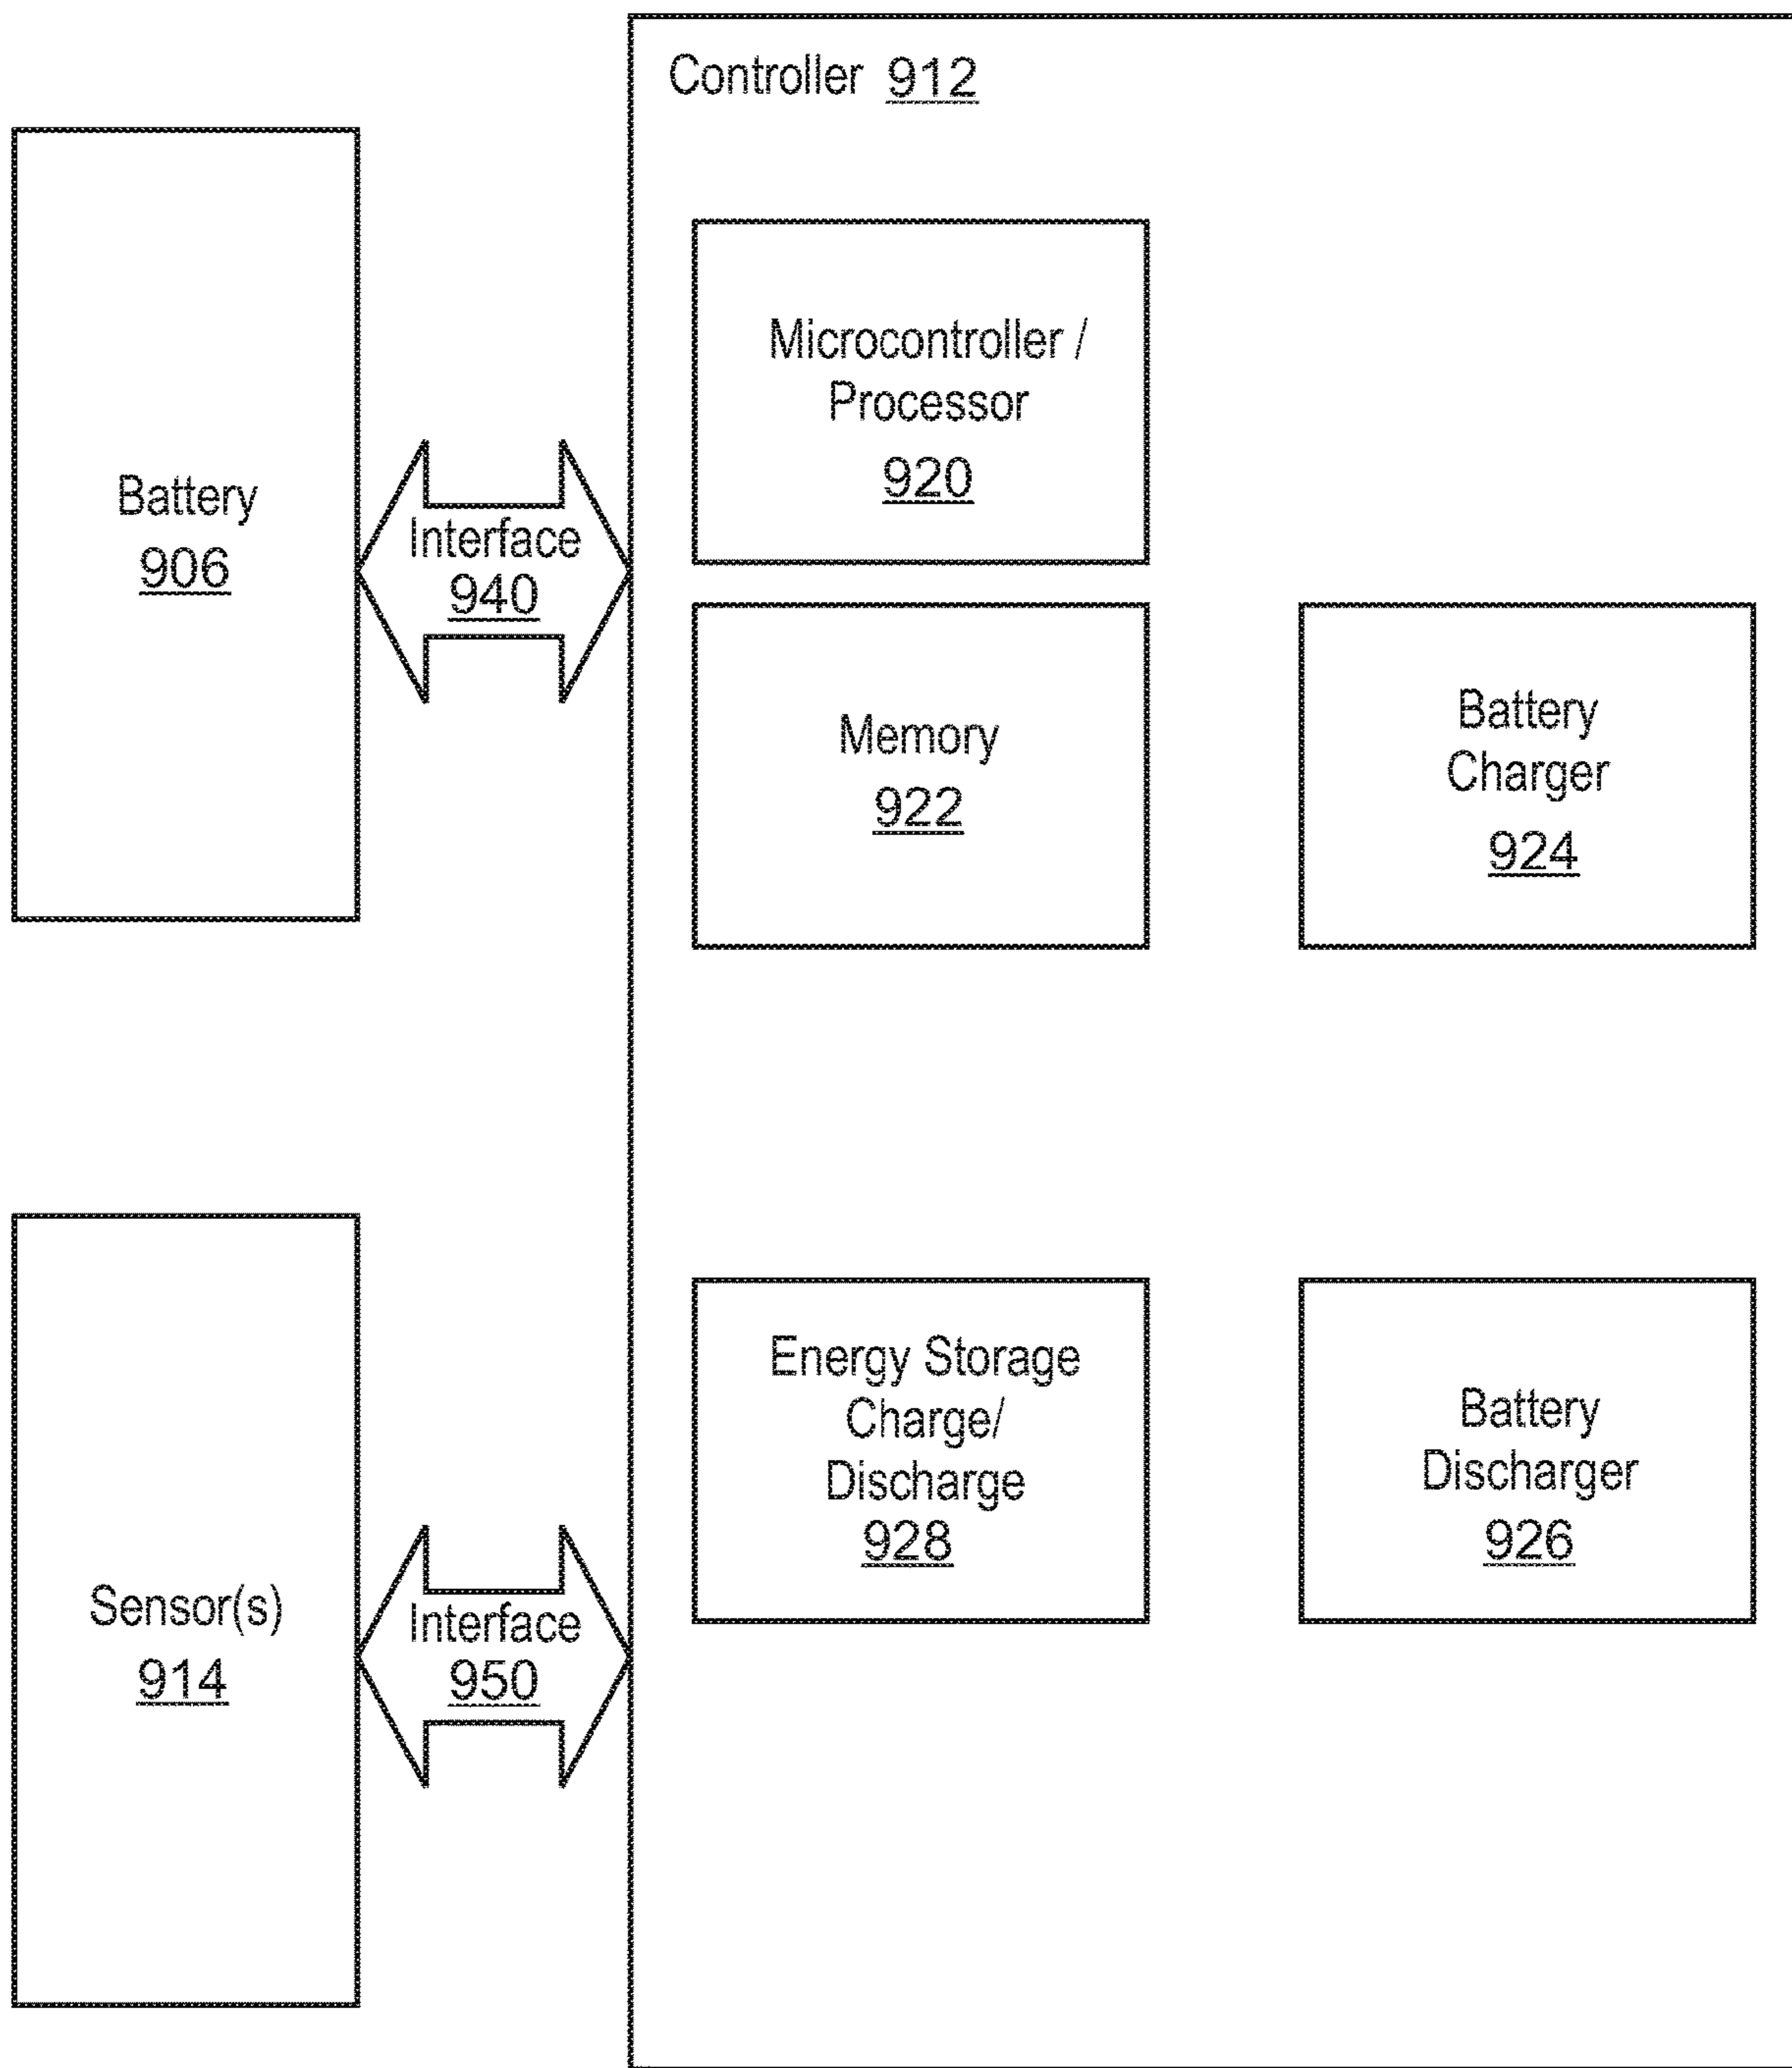 Controller 912
Microcontroller /
Processor
920
Battery
906
Interface
940
Memory
922
Battery
Charger
924
Energy Storage
Charge/
Discharge
928
Battery
Discharger
926
Sensor(s)
914
Interface
950